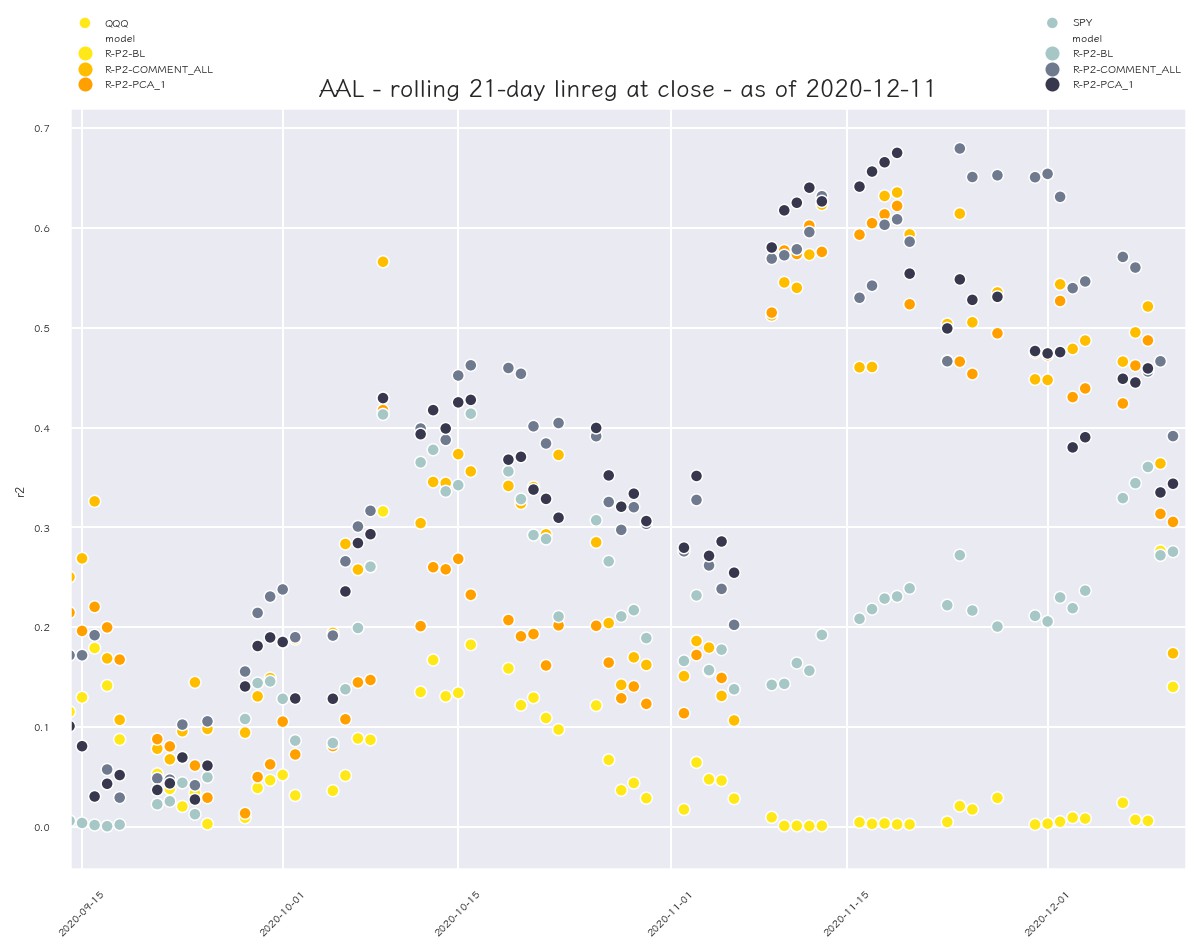 QQQ
model
R-P2-BL
R-P2-COMMENT_ALL
R-P2-PCA_1
SPY
model
R-P2-BL
R-P2-COMMENT_ALL
R-P2-PCA_1
AAL - rolling 21-day linreg at close - as of 2020-12-11
0.7
0.6
0.5
0.4
0.3
0.2
0.1
0.0
r2
2020-09-15
2020-10-01
2020-10-15
2020-11-01
2020-11-15
2020-12-01